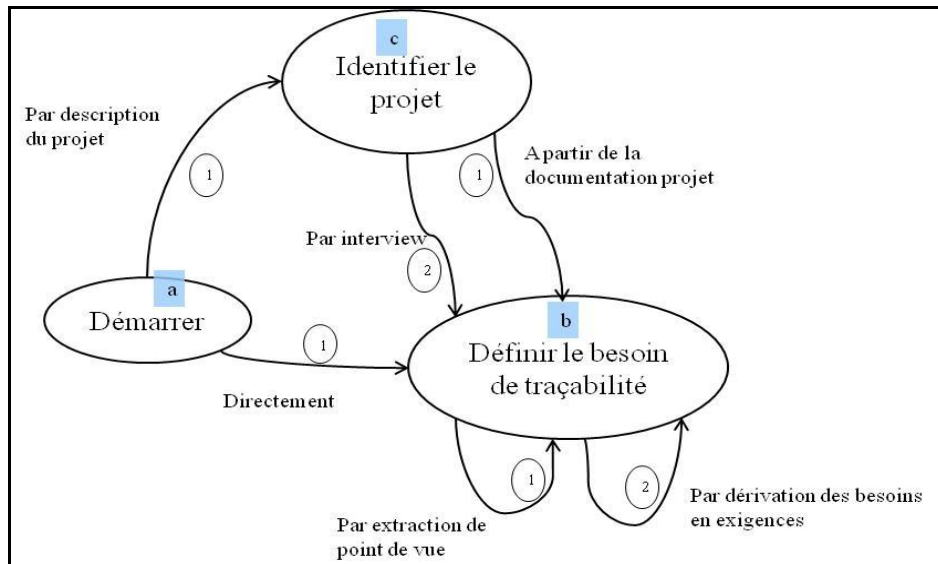 c
Identifier le
projet
Par description
du projet
1
1
A partir de la
documentation projet
Par interview
2
a
Démarrer
1
Directement
b
Définir le besoin
de traçabilité
1
2
Par extraction de
point de vue
Par dérivation des besoins
en exigences